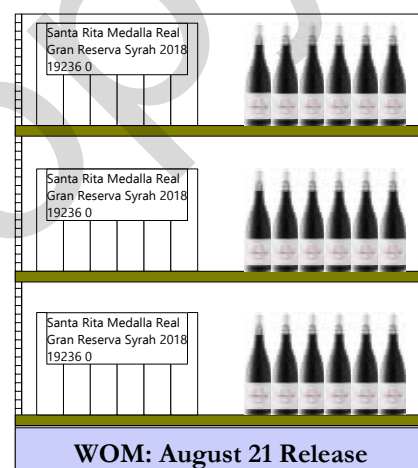 Santa Rita Medalla Real
Gran Reserva Syrah 2018
19236 0
Santa Rita Medalla Real
Gran Reserva Syrah 2018
19236 0
Santa Rita Medalla Real
Gran Reserva Syrah 2018
19236 0
WOM: August 21 Release